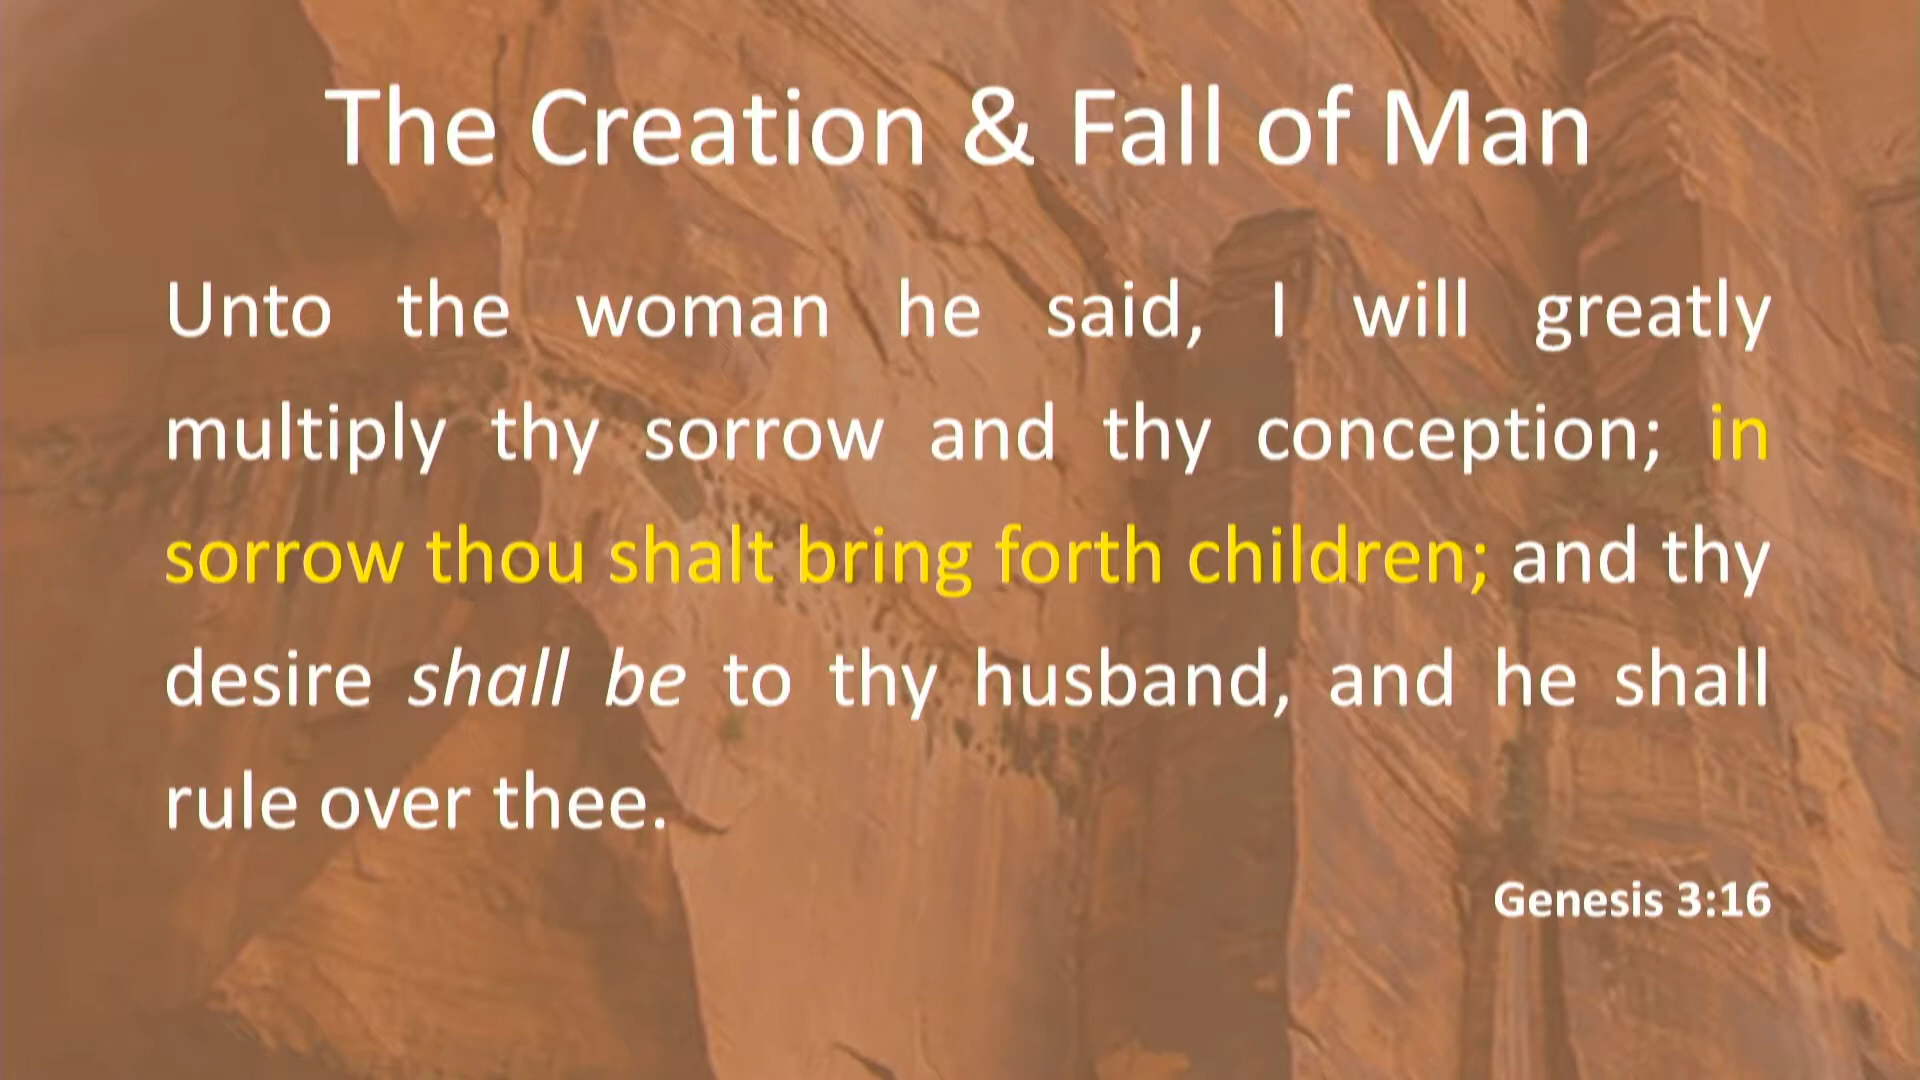 The Creation & Fall of Man
Unto the woman he said, I will greatly
multiply thy sorrow and thy conception; in
sorrow thou shalt bring forth children; and thy
desire shall be to thy husband, and he shall
rule over thee.
Genesis 3:16